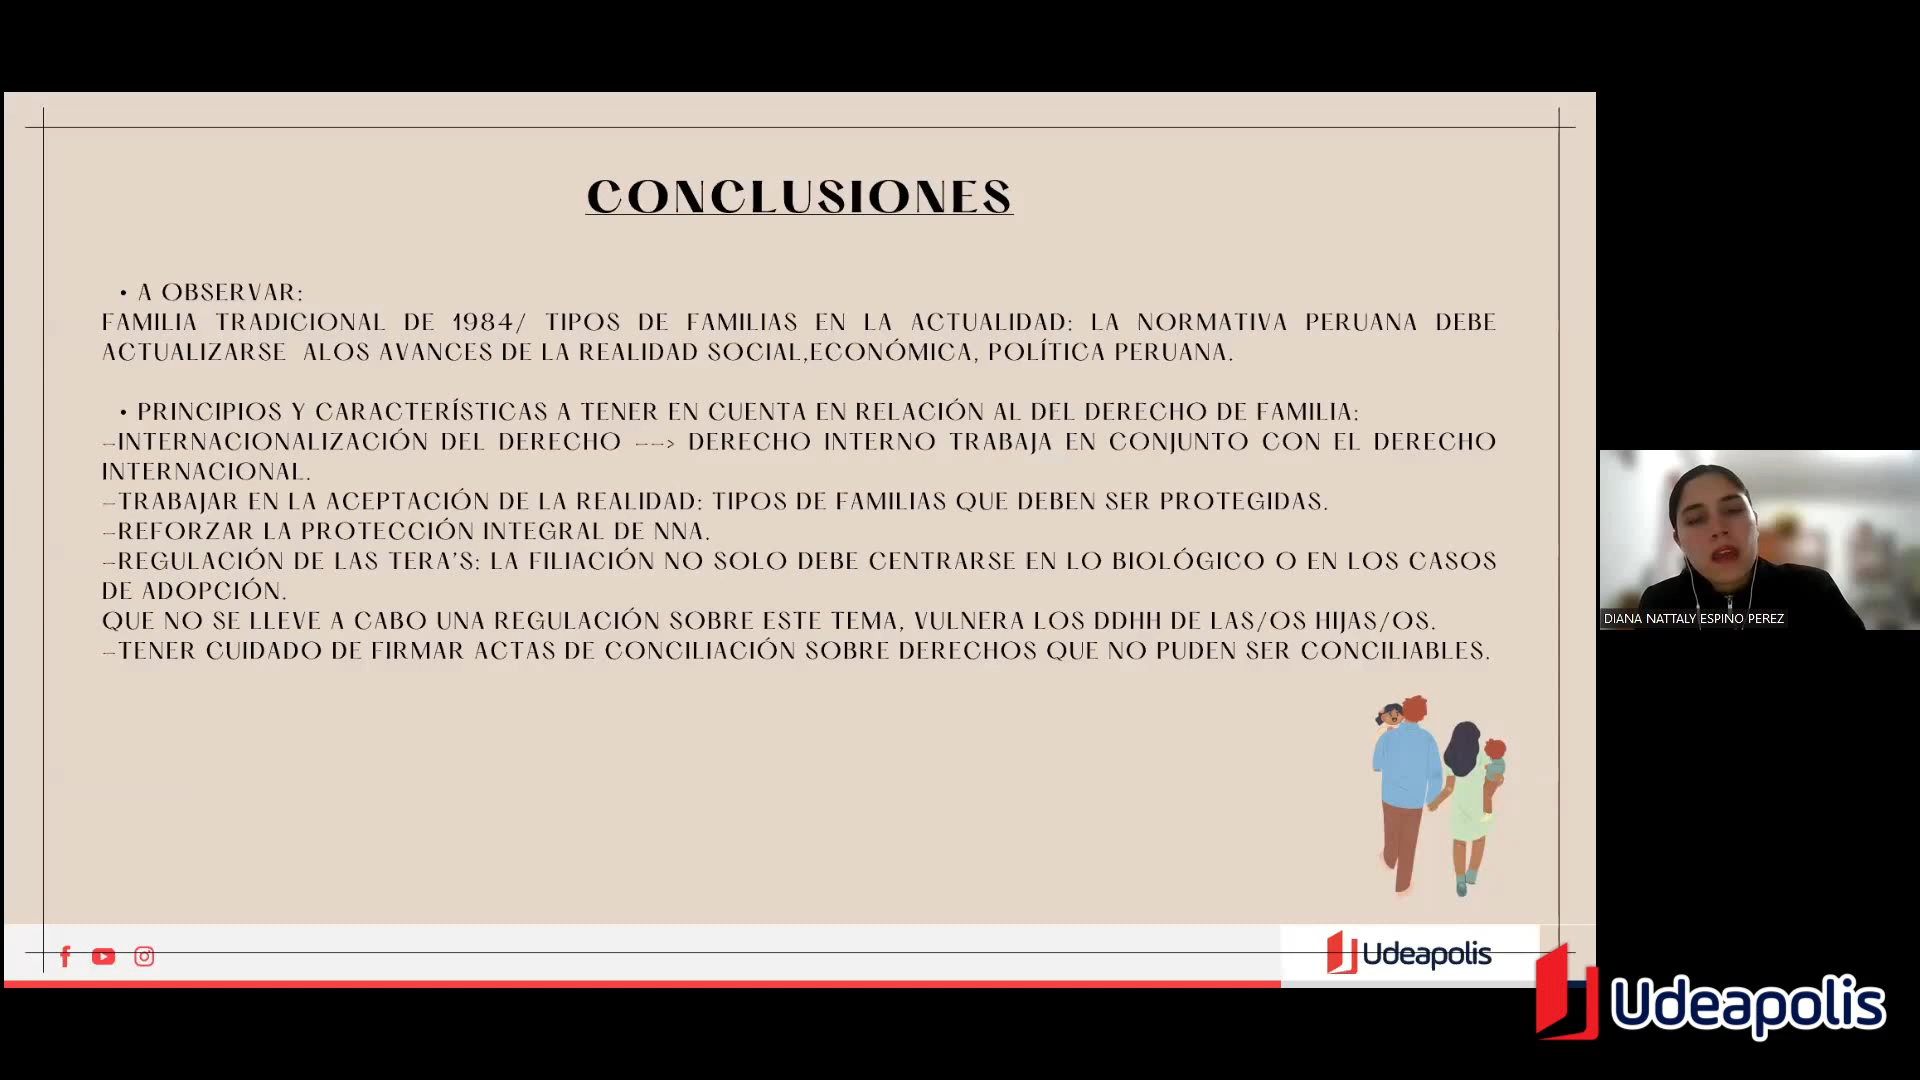 CONCLUSIONES
• A OBSERVAR:
FAMILIA TRADICIONAL DE 1984/ TIPOS DE FAMILIAS EN LA ACTUALIDAD: LA NORMATIVA PERUANA DEBE
ACTUALIZARSE ALOS AVANCES DE LA REALIDAD SOCIAL,ECONÓMICA, POLÍTICA PERUANA.
• PRINCIPIOS Y CARACTERÍSTICAS A TENER EN CUENTA EN RELACIÓN AL DEL DERECHO DE FAMILIA:
-INTERNACIONALIZACIÓN DEL DERECHO --> DERECHO INTERNO TRABAJA EN CONJUNTO CON EL DERECHO
INTERNACIONAL.
-TRABAJAR EN LA ACEPTACIÓN DE LA REALIDAD: TIPOS DE FAMILIAS QUE DEBEN SER PROTEGIDAS.
-REFORZAR LA PROTECCIÓN INTEGRAL DE NNA.
-REGULACIÓN DE LAS TERA'S: LA FILIACIÓN NO SOLO DEBE CENTRARSE EN LO BIOLÓGICO O EN LOS CASOS
DE ADOPCIÓN.
QUE NO SE LLEVE A CABO UNA REGULACIÓN SOBRE ESTE TEMA, VULNERA LOS DDHH DE LAS/OS HIJAS/OS.
-TENER CUIDADO DE FIRMAR ACTAS DE CONCILIACIÓN SOBRE DERECHOS QUE NO PUDEN SER CONCILIABLES.
DIANA NATTALY ESPINO PEREZ
Udeapolis
Udeapolis